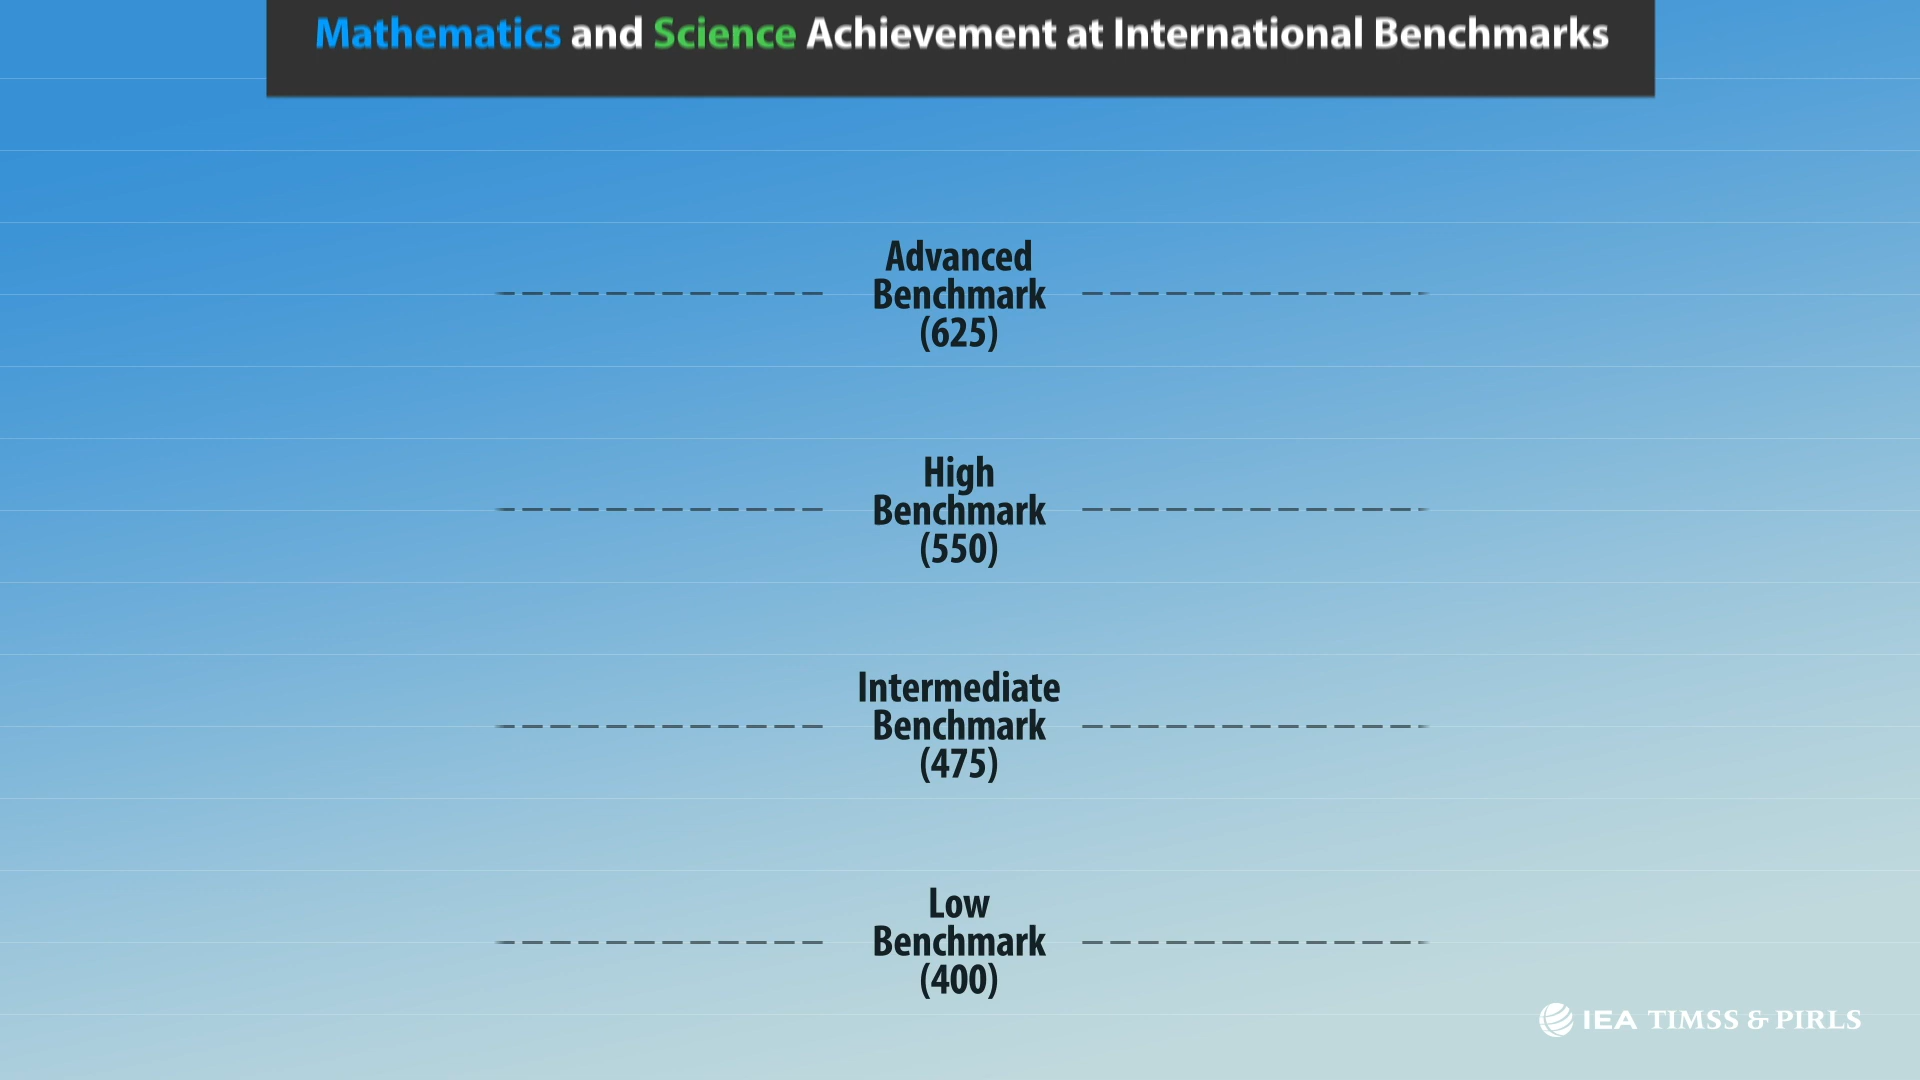 Mathematics and Science Achievement at International Benchmarks
Advanced
Benchmark
(625)
High
Benchmark
(550)
Intermediate
Benchmark
(475)
Low
Benchmark
(400)
IEA TIMSS & PIRLS